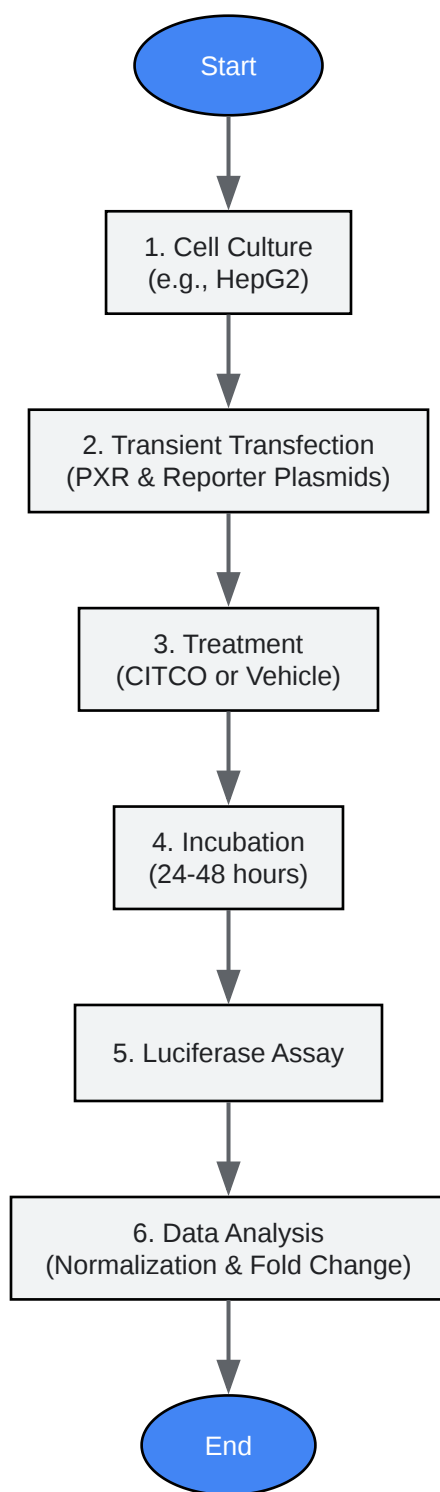 Start
1. Cell Culture
(e.g., HepG2)
2. Transient Transfection
(PXR & Reporter Plasmids)
3. Treatment
(CITCO or Vehicle)
4. Incubation
(24-48 hours)
5. Luciferase Assay
6. Data Analysis
(Normalization & Fold Change)
End